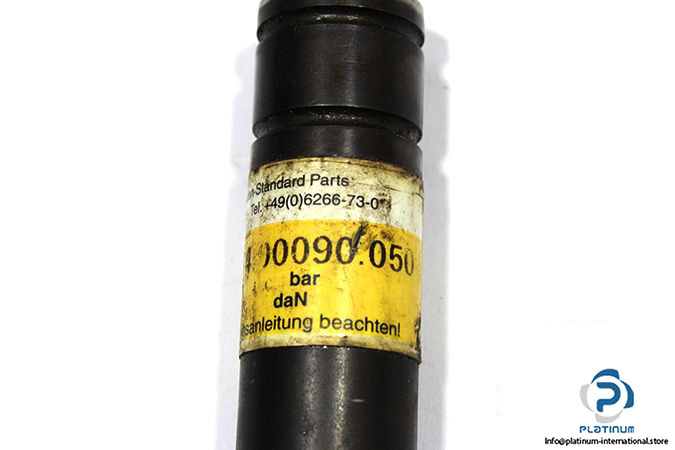 -Standard Parts
Tel. +49(0)6266-73-0
4.00090.050
bar
daN
sanleitung beachten!
PLATINUM
info@platinum-international.store